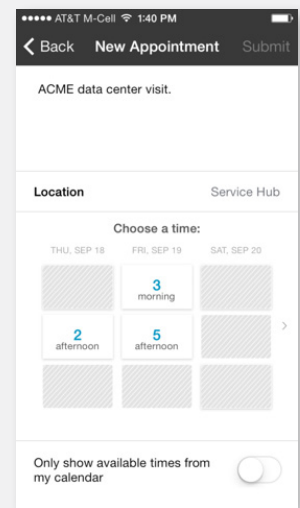 AT&T M-Cell 1:40 PM
Back New Appointment Submit
ACME data center visit.
Location Service Hub
Choose a time:
THU, SEP 18 FRI, SEP 19 SAT, SEP 20
3
morning
2 5
afternoon afternoon
Only show available times from
my calendar